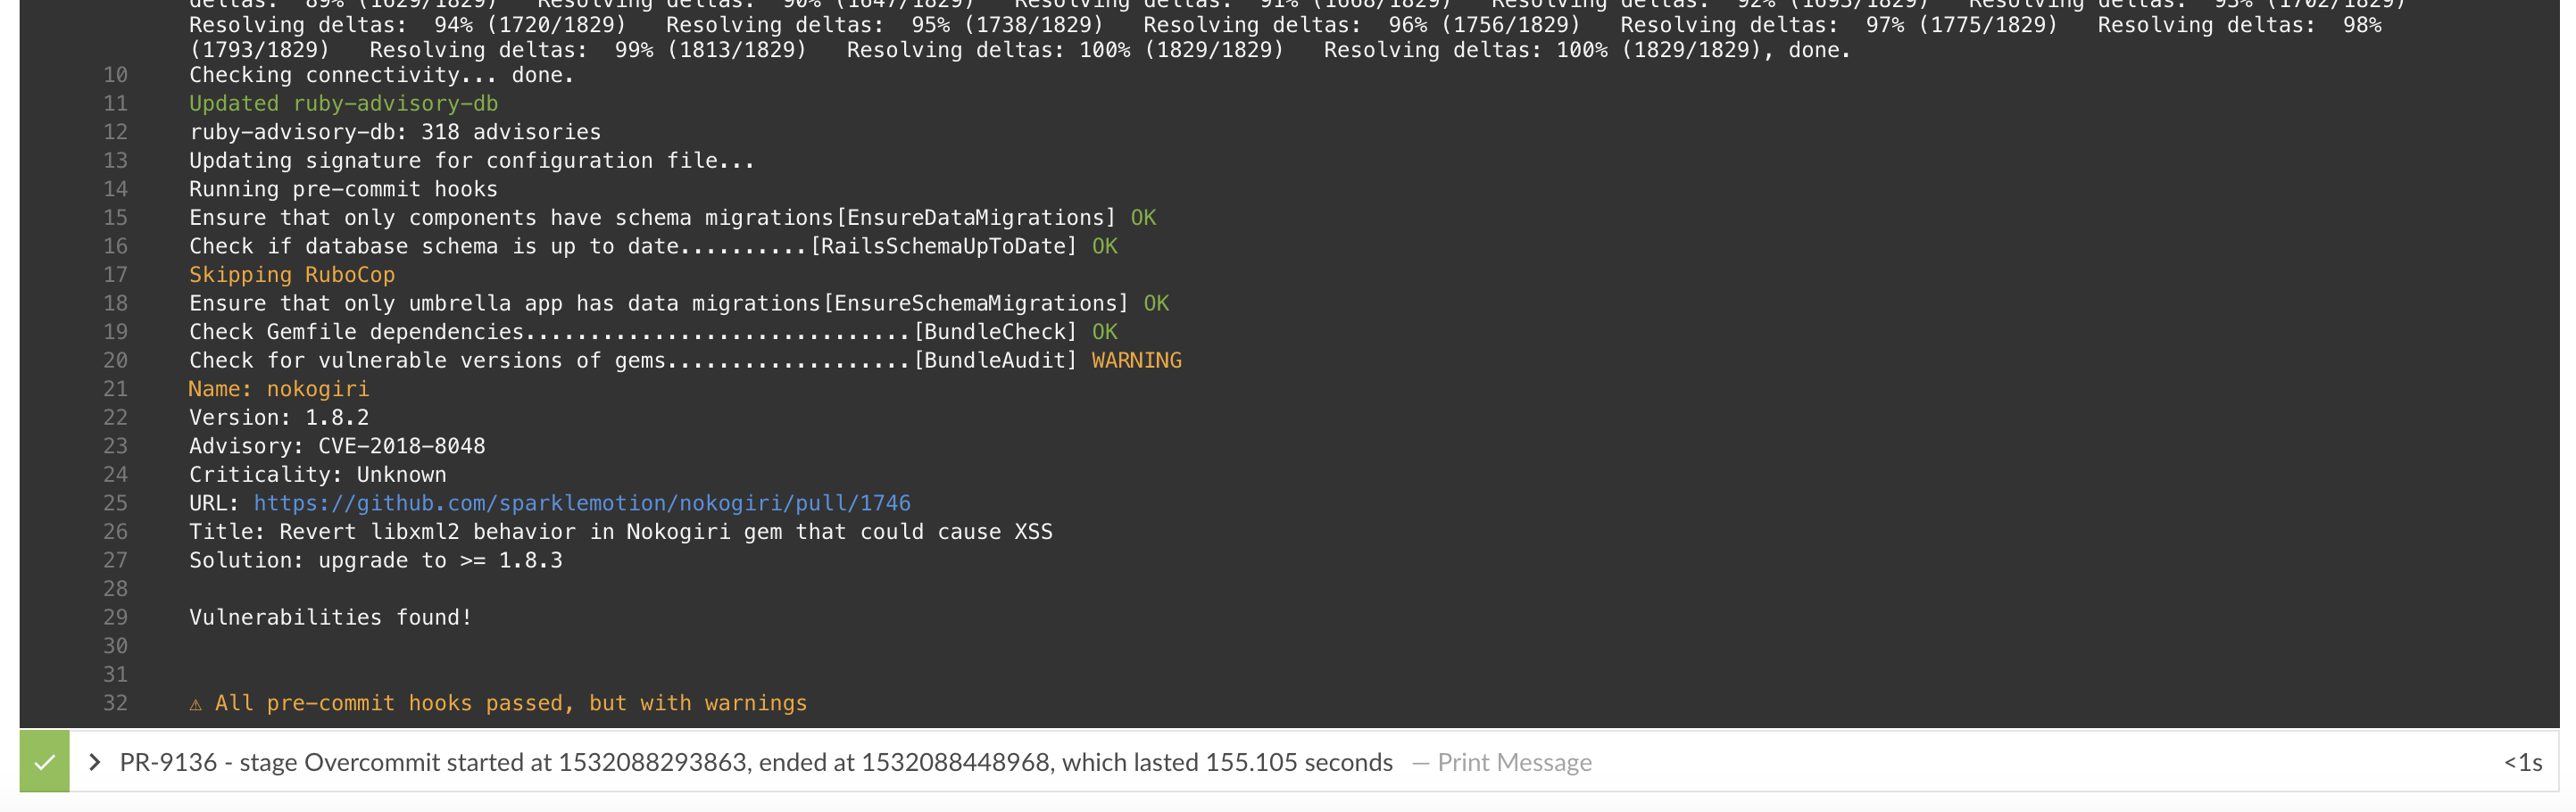 deltas: 89% (1629/1829) Resolving deltas: 90% (1647/1829) Resolving deltas: 91% (1668/1829) Resolving deltas: 92% (1693/1829) Resolving deltas: 93% (1702/1829)
Resolving deltas: 94% (1720/1829) Resolving deltas: 95% (1738/1829) Resolving deltas: 96% (1756/1829) Resolving deltas: 97% (1775/1829) Resolving deltas: 98%
(1793/1829) Resolving deltas: 99% (1813/1829) Resolving deltas: 100% (1829/1829) Resolving deltas: 100% (1829/1829), done.
10 Checking connectivity... done.
11 Updated ruby-advisory-db
12 ruby-advisory-db: 318 advisories
13 Updating signature for configuration file...
14 Running pre-commit hooks
15 Ensure that only components have schema migrations[EnsureDataMigrations] OK
16 Check if database schema is up to date..........[RailsSchemaUpToDate] OK
17 Skipping RuboCop
18 Ensure that only umbrella app has data migrations[EnsureSchemaMigrations] OK
19 Check Gemfile dependencies..............................[BundleCheck] OK
20 Check for vulnerable versions of gems...................[BundleAudit] WARNING
21 Name: nokogiri
22 Version: 1.8.2
23 Advisory: CVE-2018-8048
24 Criticality: Unknown
25 URL: https://github.com/sparklemotion/nokogiri/pull/1746
26 Title: Revert libxml2 behavior in Nokogiri gem that could cause XSS
27 Solution: upgrade to >= 1.8.3
28
29 Vulnerabilities found!
30
31
32 ⚠ All pre-commit hooks passed, but with warnings
PR-9136 - stage Overcommit started at 1532088293863, ended at 1532088448968, which lasted 155.105 seconds — Print Message <1s